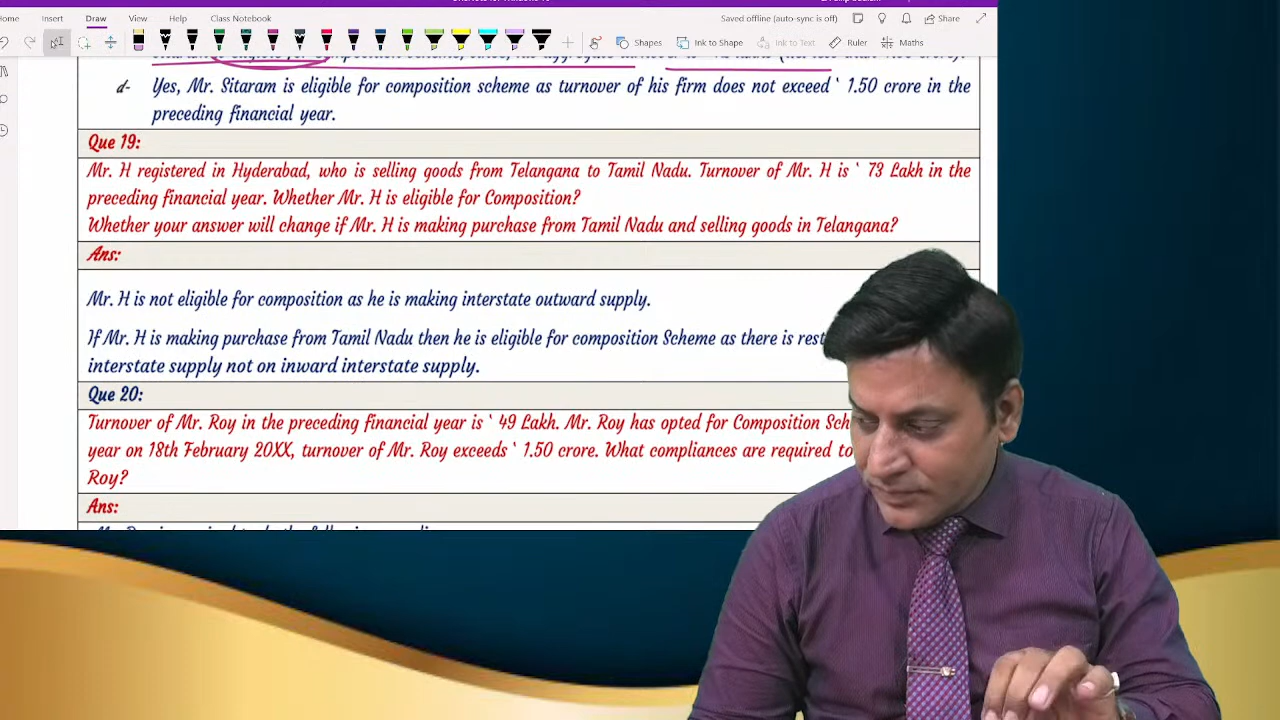 Home Insert Draw View Help Class Notebook Saved offline (auto-sync is off) Share
Shapes Ink to Shape Ink to Text Ruler Maths
d- Yes, Mr. Sitaram is eligible for composition scheme as turnover of his firm does not exceed ` 1.50 crore in the
preceding financial year.
Que 19:
Mr. H registered in Hyderabad, who is selling goods from Telangana to Tamil Nadu. Turnover of Mr. H is ` 73 Lakh in the
preceding financial year. Whether Mr. H is eligible for Composition?
Whether your answer will change if Mr. H is making purchase from Tamil Nadu and selling goods in Telangana?
Ans:
Mr. H is not eligible for composition as he is making interstate outward supply.
If Mr. H is making purchase from Tamil Nadu then he is eligible for composition Scheme as there is rest
interstate supply not on inward interstate supply.
Que 20:
Turnover of Mr. Roy in the preceding financial year is ` 49 Lakh. Mr. Roy has opted for Composition Sch
year on 18th February 20XX, turnover of Mr. Roy exceeds ` 1.50 crore. What compliances are required to
Roy?
Ans: